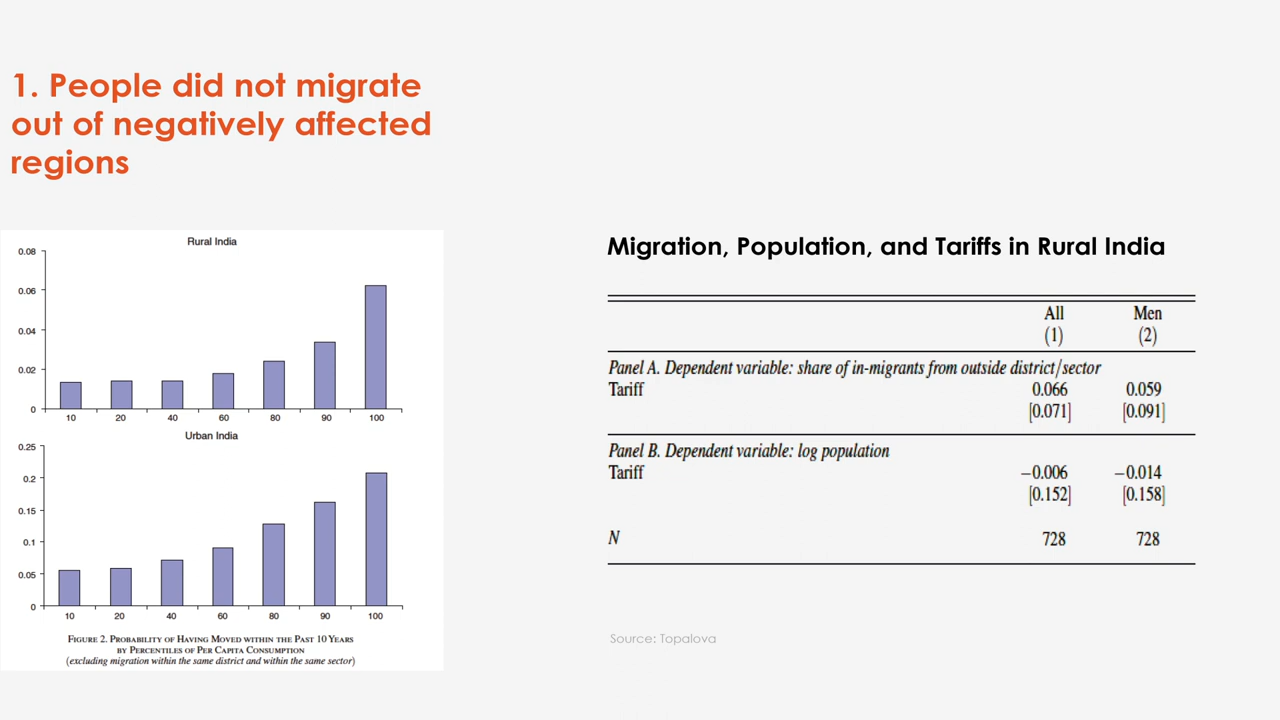 1. People did not migrate
out of negatively affected
regions
Rural India
0.08
0.06
0.04
0.02
0
10 20 40 60 80 90 100
Urban India
0.25
0.2
0.15
0.1
0.05
0
10 20 40 60 80 90 100
FIGURE 2. PROBABILITY OF HAVING MOVED WITHIN THE PAST 10 YEARS
BY PERCENTILES OF PER CAPITA CONSUMPTION
(excluding migration within the same district and within the same sector)
Migration, Population, and Tariffs in Rural India
All Men
(1) (2)
Panel A. Dependent variable: share of in-migrants from outside district/sector
Tariff 0.066 0.059
[0.071] [0.091]
Panel B. Dependent variable: log population
Tariff −0.006 −0.014
[0.152] [0.158]
N 728 728
Source: Topalova